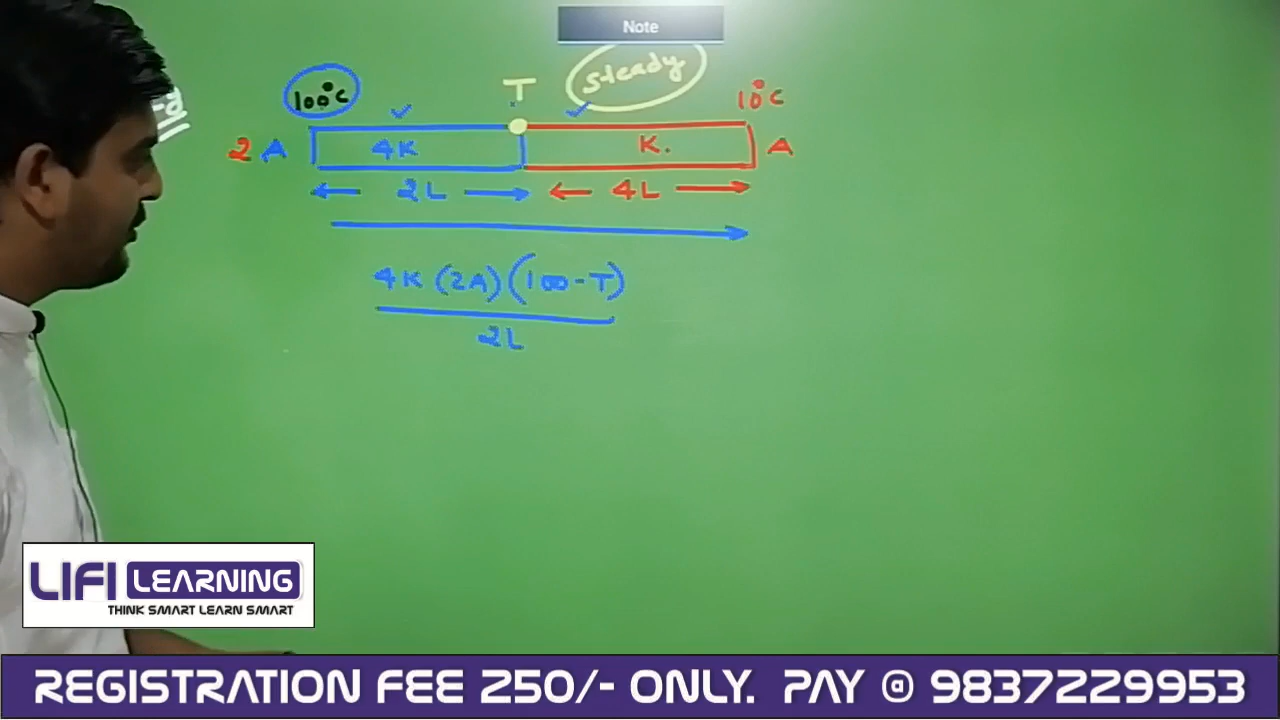 Note
100°C
T
steady
10°C
2 A
4K
K.
A
2L
4L
4K (2A) (100-T)
2L
LIFI LEARNING
THINK SMART LEARN SMART
REGISTRATION FEE 250/- ONLY. PAY @ 9837229953